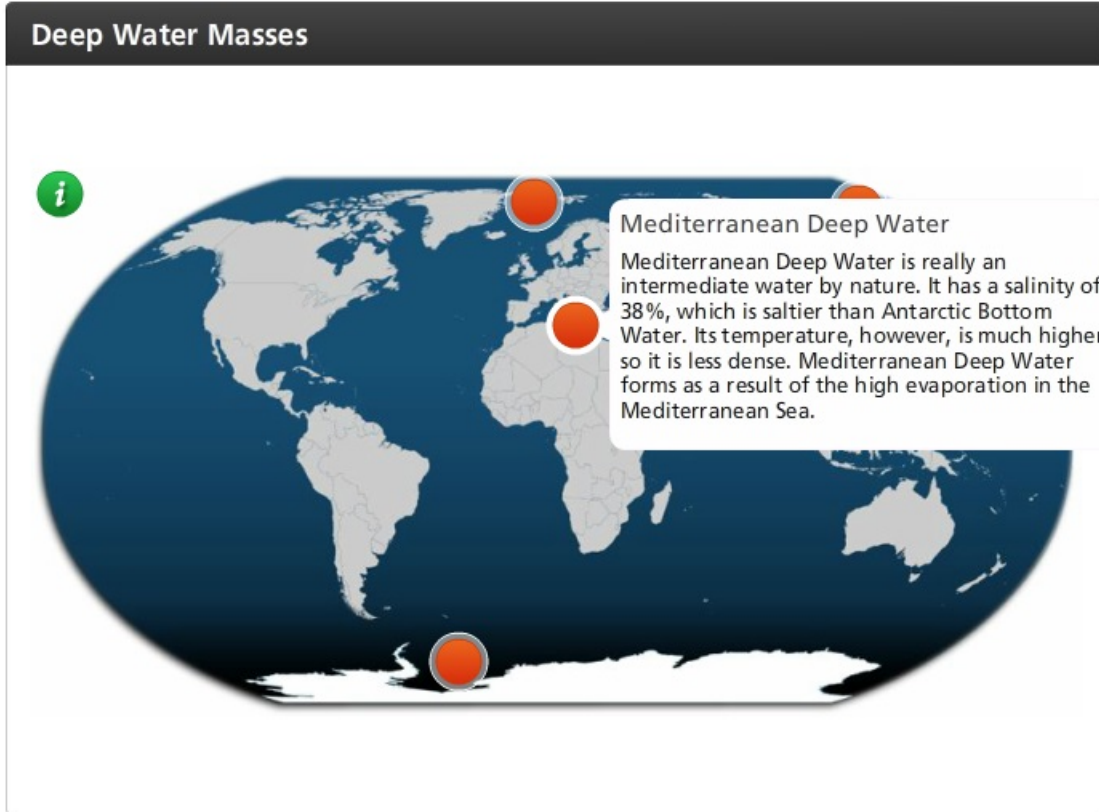 Deep Water Masses
i
Mediterranean Deep Water
Mediterranean Deep Water is really an
intermediate water by nature. It has a salinity of
38%, which is saltier than Antarctic Bottom
Water. Its temperature, however, is much higher
so it is less dense. Mediterranean Deep Water
forms as a result of the high evaporation in the
Mediterranean Sea.